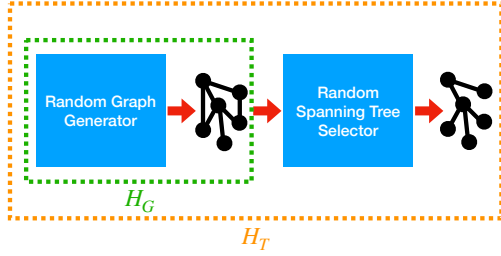 Random Graph
Generator
Random
Spanning Tree
Selector
H_G
H_T